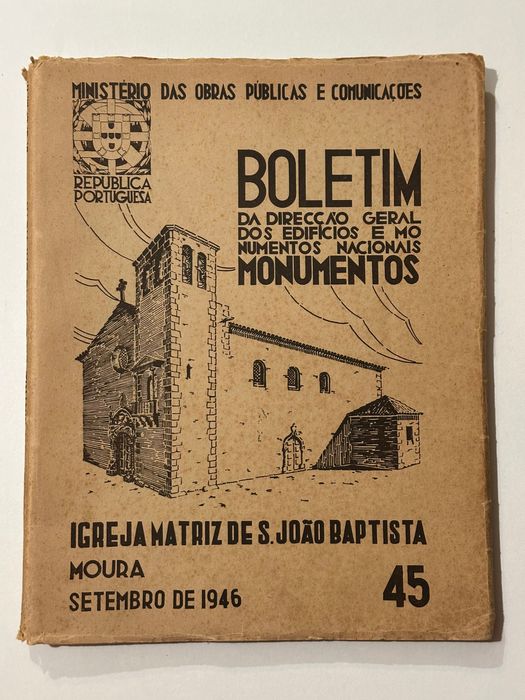 MINISTÉRIO DAS OBRAS PÚBLICAS E COMUNICAÇÕES
REPÚBLICA
PORTUGUESA
BOLETIM
DA DIRECÇÃO GERAL
DOS EDIFÍCIOS E MO
NUMENTOS NACIONAIS
MONUMENTOS
IGREJA MATRIZ DE S. JOÃO BAPTISTA
MOURA
SETEMBRO DE 1946
45